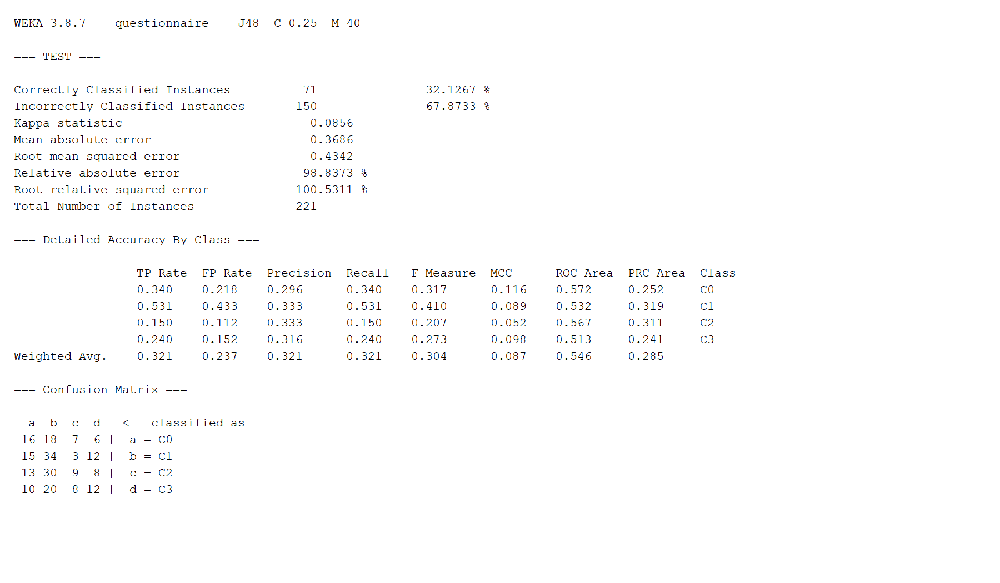 WEKA 3.8.7    questionnaire    J48 -C 0.25 -M 40
=== TEST ===
Correctly Classified Instances          71               32.1267 %
Incorrectly Classified Instances       150               67.8733 %
Kappa statistic                          0.0856
Mean absolute error                      0.3686
Root mean squared error                  0.4342
Relative absolute error                 98.8373 %
Root relative squared error            100.5311 %
Total Number of Instances              221
=== Detailed Accuracy By Class ===
                 TP Rate  FP Rate  Precision  Recall   F-Measure  MCC      ROC Area  PRC Area  Class
                 0.340    0.218    0.296      0.340    0.317      0.116    0.572     0.252     C0
                 0.531    0.433    0.333      0.531    0.410      0.089    0.532     0.319     C1
                 0.150    0.112    0.333      0.150    0.207      0.052    0.567     0.311     C2
                 0.240    0.152    0.316      0.240    0.273      0.098    0.513     0.241     C3
Weighted Avg.    0.321    0.237    0.321      0.321    0.304      0.087    0.546     0.285
=== Confusion Matrix ===
  a  b  c  d   <-- classified as
 16 18  7  6 |  a = C0
 15 34  3 12 |  b = C1
 13 30  9  8 |  c = C2
 10 20  8 12 |  d = C3